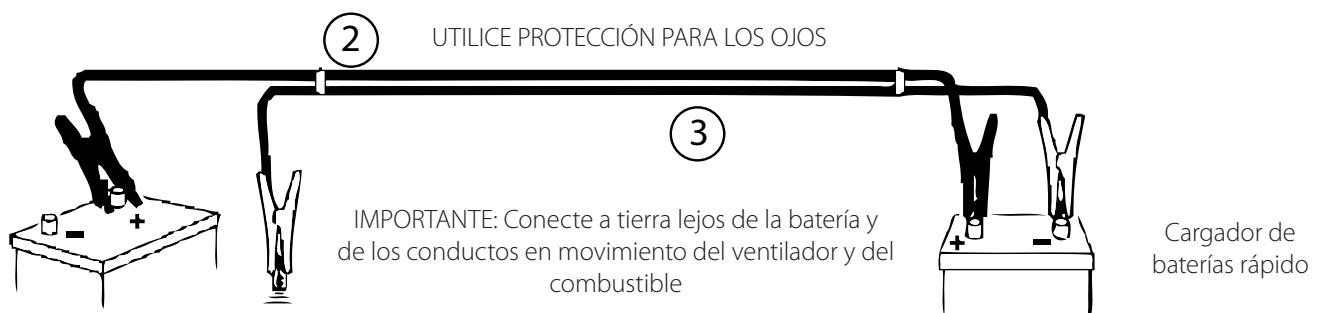 2
UTILICE PROTECCIÓN PARA LOS OJOS
3
IMPORTANTE: Conecte a tierra lejos de la batería y
de los conductos en movimiento del ventilador y del
combustible
- +
+ -
Cargador de
baterías rápido